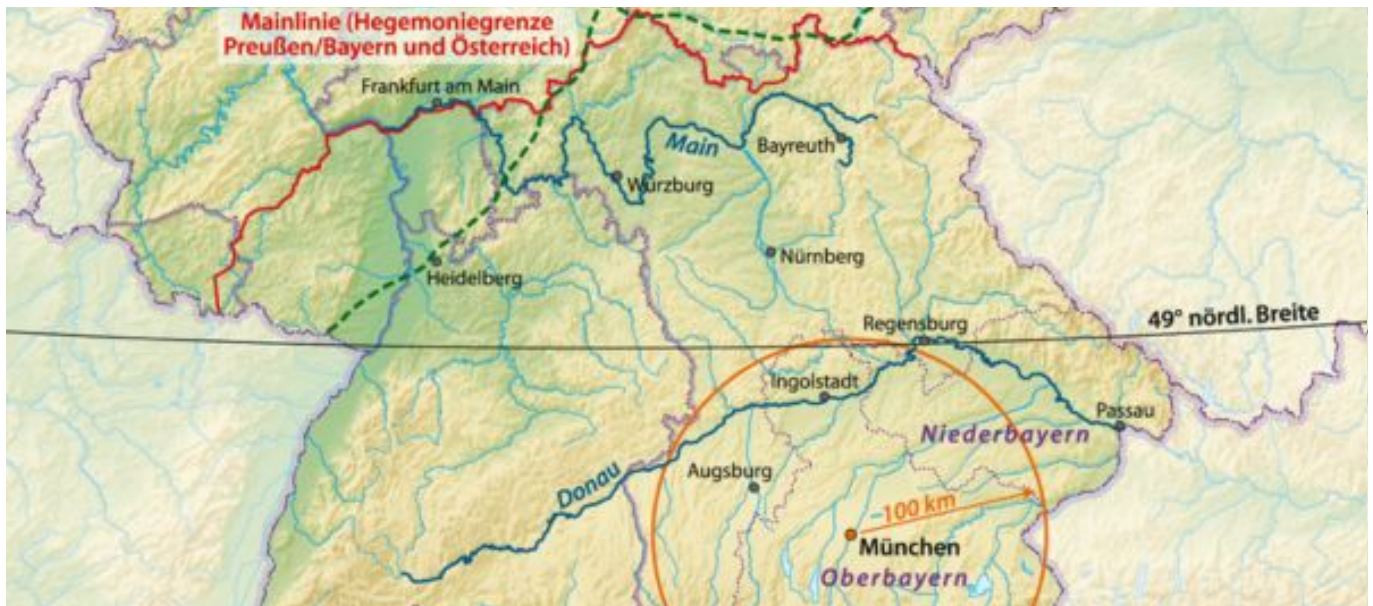 Mainlinie (Hegemoniegrenze
Preußen/Bayern und Österreich)
Frankfurt am Main
Main
Bayreuth
Würzburg
Nürnberg
Heidelberg
49° nördl. Breite
Regensburg
Ingolstadt
Passau
Niederbayern
Augsburg
Donau
100 km
München
Oberbayern